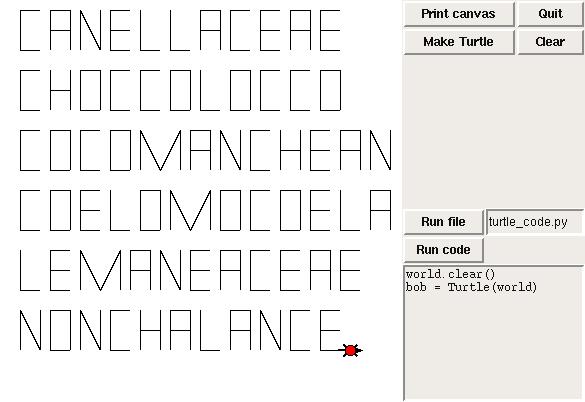 CANELLACEAE
CHOCCOLOCCO
COCOMANCHEAN
COELOMOCOELA
LEMANEACEAE
NONCHALANCE
Print canvas Quit
Make Turtle Clear
Run file turtle_code.py
Run code
world.clear()
bob = Turtle(world)